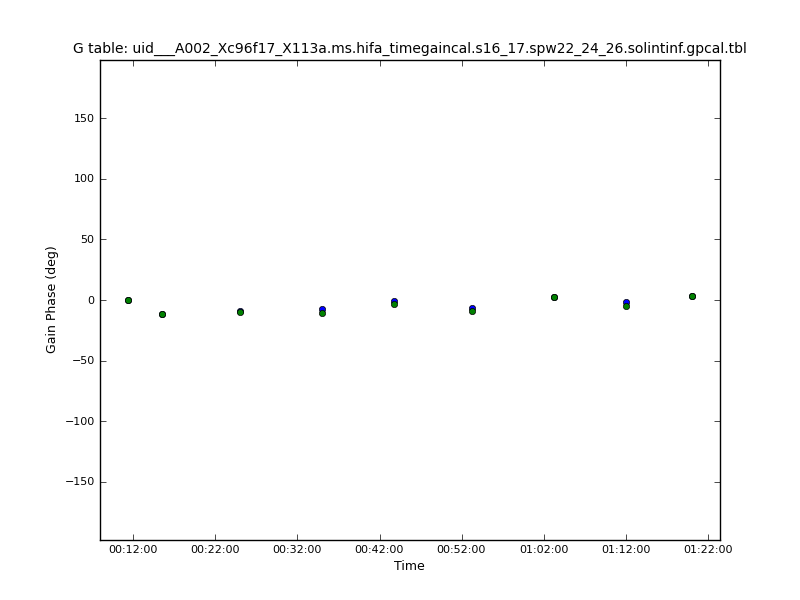 G table: uid___A002_Xc96f17_X113a.ms.hifa_timegaincal.s16_17.spw22_24_26.solintinf.gpcal.tbl
150
100
50
0
−50
−100
−150
Gain Phase (deg)
00:12:00 00:22:00 00:32:00 00:42:00 00:52:00 01:02:00 01:12:00 01:22:00
Time